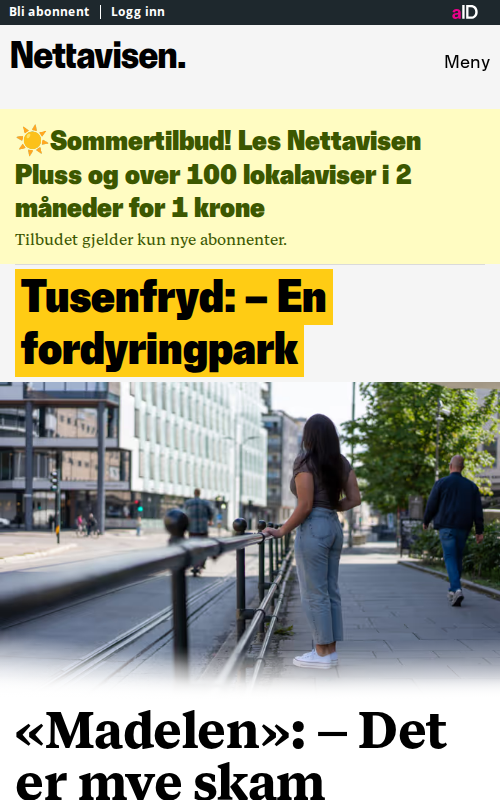 Bli abonnent
Logg inn
aID
Nettavisen.
Meny
☀️Sommertilbud! Les Nettavisen
Pluss og over 100 lokalaviser i 2
måneder for 1 krone
Tilbudet gjelder kun nye abonnenter.
Tusenfryd: – En
fordyringpark
«Madelen»: – Det
er mye skam